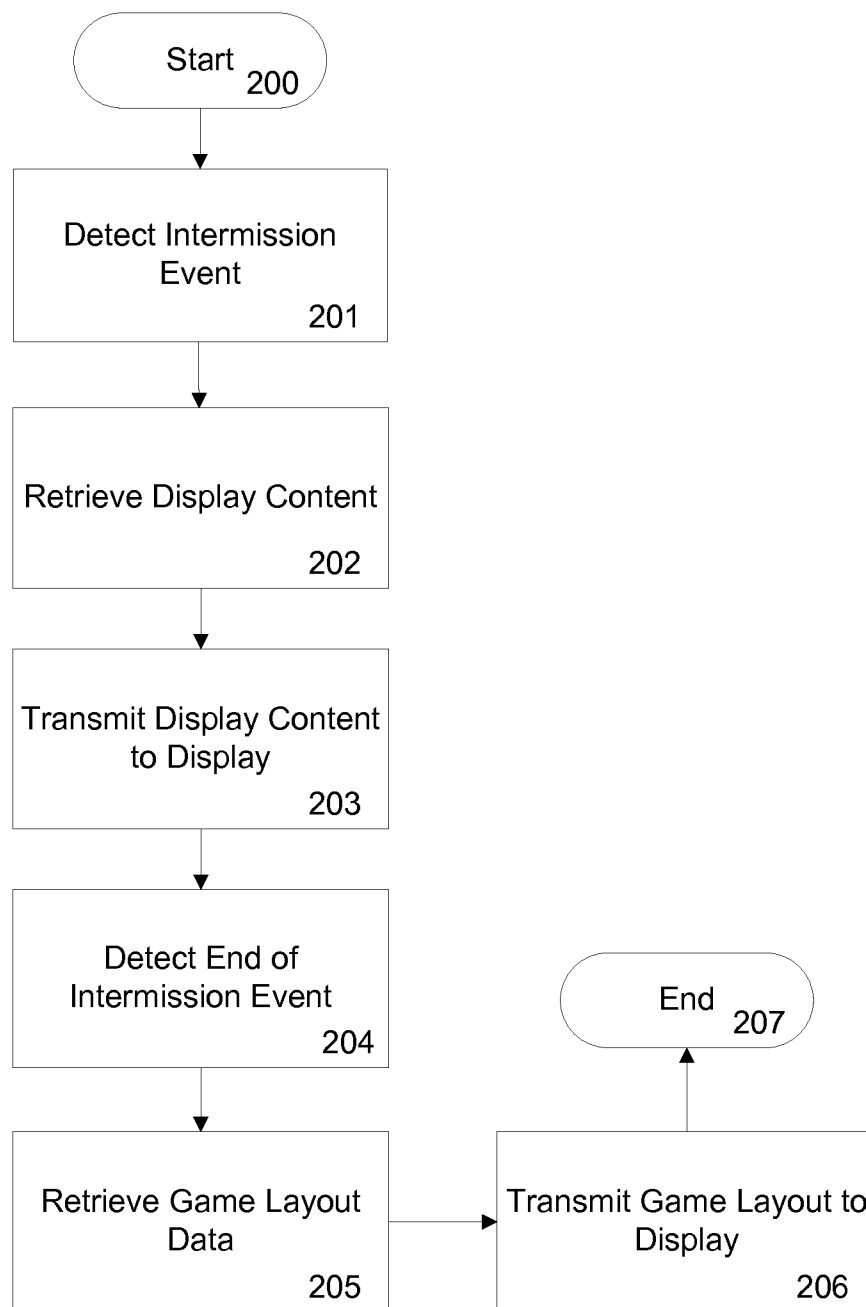 Start
200
Detect Intermission
Event
201
Retrieve Display Content
202
Transmit Display Content
to Display
203
Detect End of
Intermission Event
204
Retrieve Game Layout
Data
205
Transmit Game Layout to
Display
206
End
207